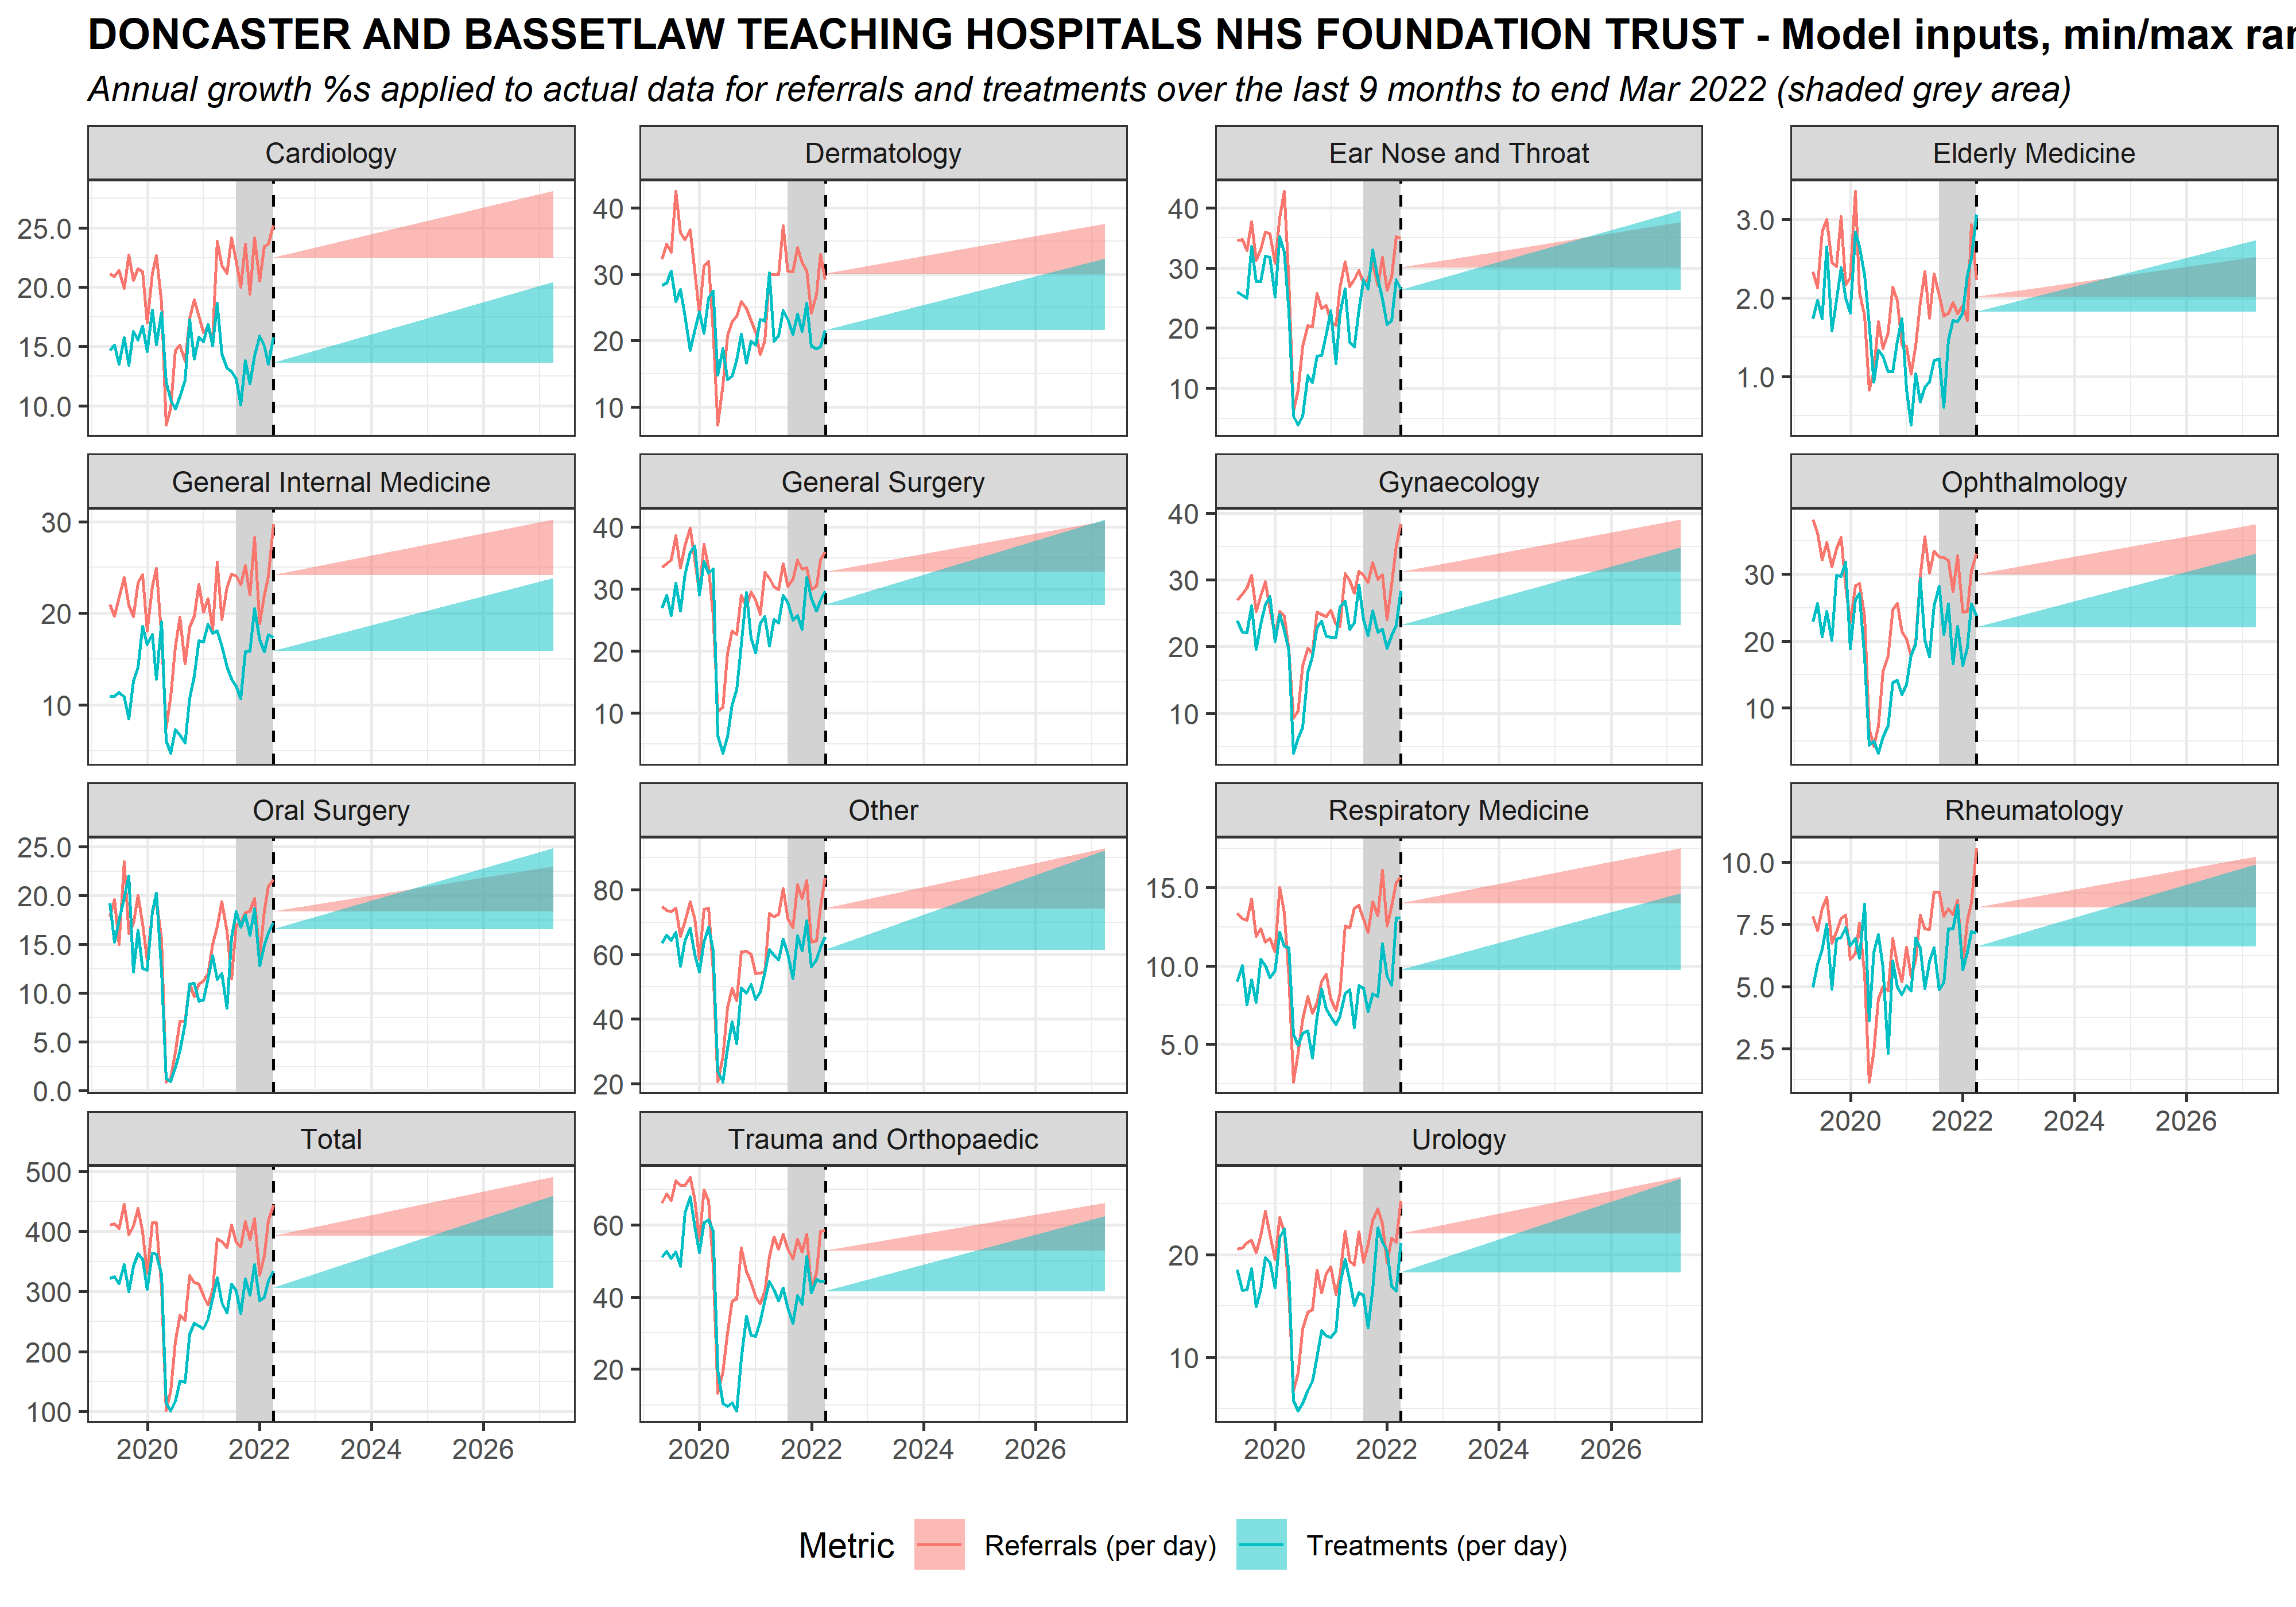 DONCASTER AND BASSETLAW TEACHING HOSPITALS NHS FOUNDATION TRUST - Model inputs, min/max ran
Annual growth %s applied to actual data for referrals and treatments over the last 9 months to end Mar 2022 (shaded grey area)
Cardiology Dermatology Ear Nose and Throat Elderly Medicine
25.0 20.0 15.0 10.0
40 30 20 10
40 30 20 10
3.0 2.0 1.0
General Internal Medicine General Surgery Gynaecology Ophthalmology
30 20 10
40 30 20 10
40 30 20 10
30 20 10
Oral Surgery Other Respiratory Medicine Rheumatology
25.0 20.0 15.0 10.0 5.0 0.0
80 60 40 20
15.0 10.0 5.0
10.0 7.5 5.0 2.5
2020 2022 2024 2026
Total Trauma and Orthopaedic Urology
500 400 300 200 100
60 40 20
20 10
2020 2022 2024 2026 2020 2022 2024 2026 2020 2022 2024 2026
Metric Referrals (per day) Treatments (per day)